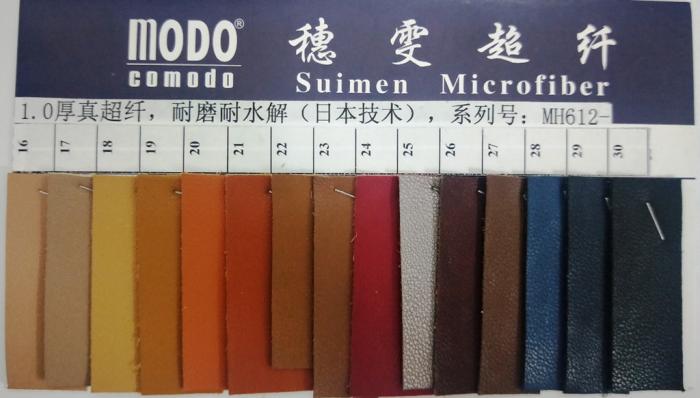 MODO®
comodo
穗雯超纤
Suimen Microfiber
1.0厚真超纤，耐磨耐水解（日本技术），系列号：MH612-
16 17 18 19 20 21 22 23 24 25 26 27 28 29 30